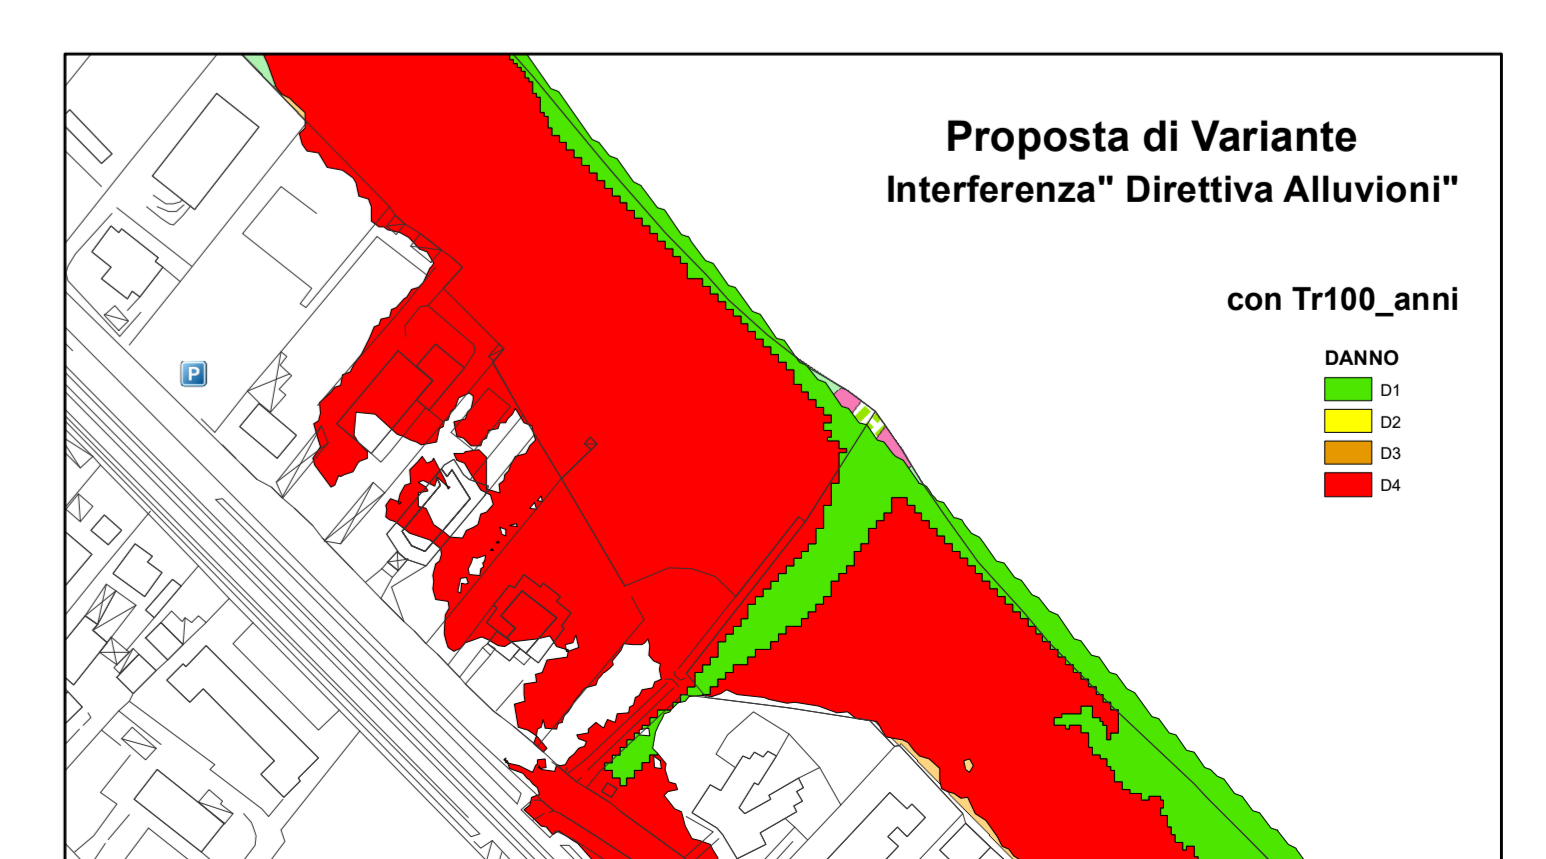 Proposta di Variante
Interferenza" Direttiva Alluvioni"
con Tr100_anni
DANNO
D1
D2
D3
D4
P